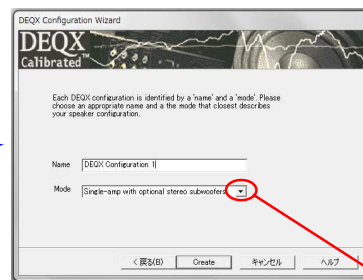 DEQX Configuration Wizard
DEQX
Calibrated™
Each DEQX configuration is identified by a 'name' and a 'mode'. Please
choose an appropriate name and a the mode that closest describes
your speaker configuration.
Name DEQX Configuration 1
Mode Single-amp with optional stereo subwoofers
< 戻る(B) Create キャンセル ヘルプ